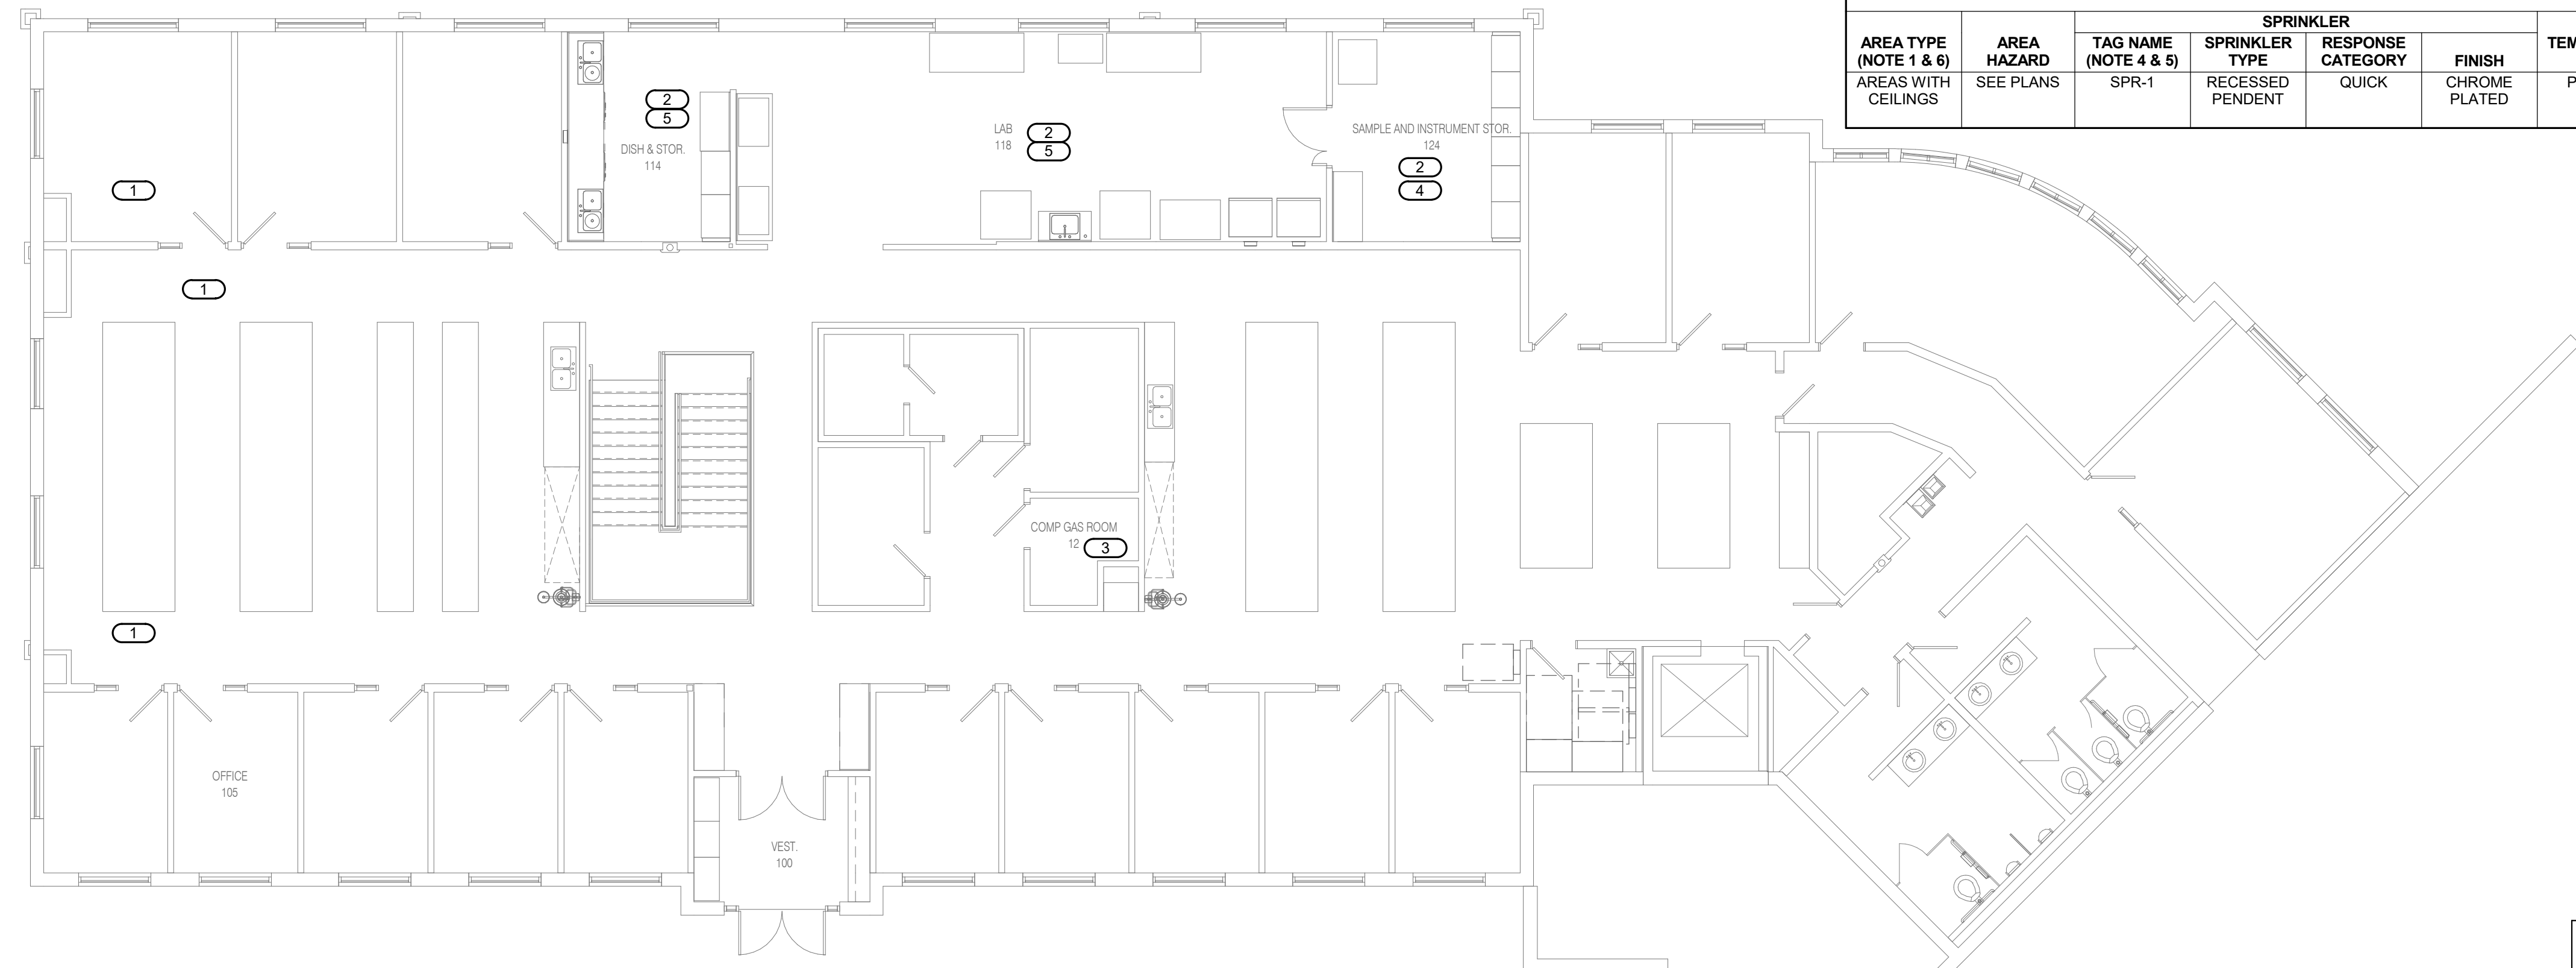 SPRINKLER
AREA TYPE
(NOTE 1 & 6)
AREA
HAZARD
TAG NAME
(NOTE 4 & 5)
SPRINKLER
TYPE
RESPONSE
CATEGORY
FINISH
AREAS WITH
CEILINGS
SEE PLANS
SPR-1
RECESSED
PENDENT
QUICK
CHROME
PLATED
2
5
DISH & STOR.
114
LAB
118
2
5
SAMPLE AND INSTRUMENT STOR.
124
2
4
1
1
COMP GAS ROOM
12
3
1
OFFICE
105
VEST.
100